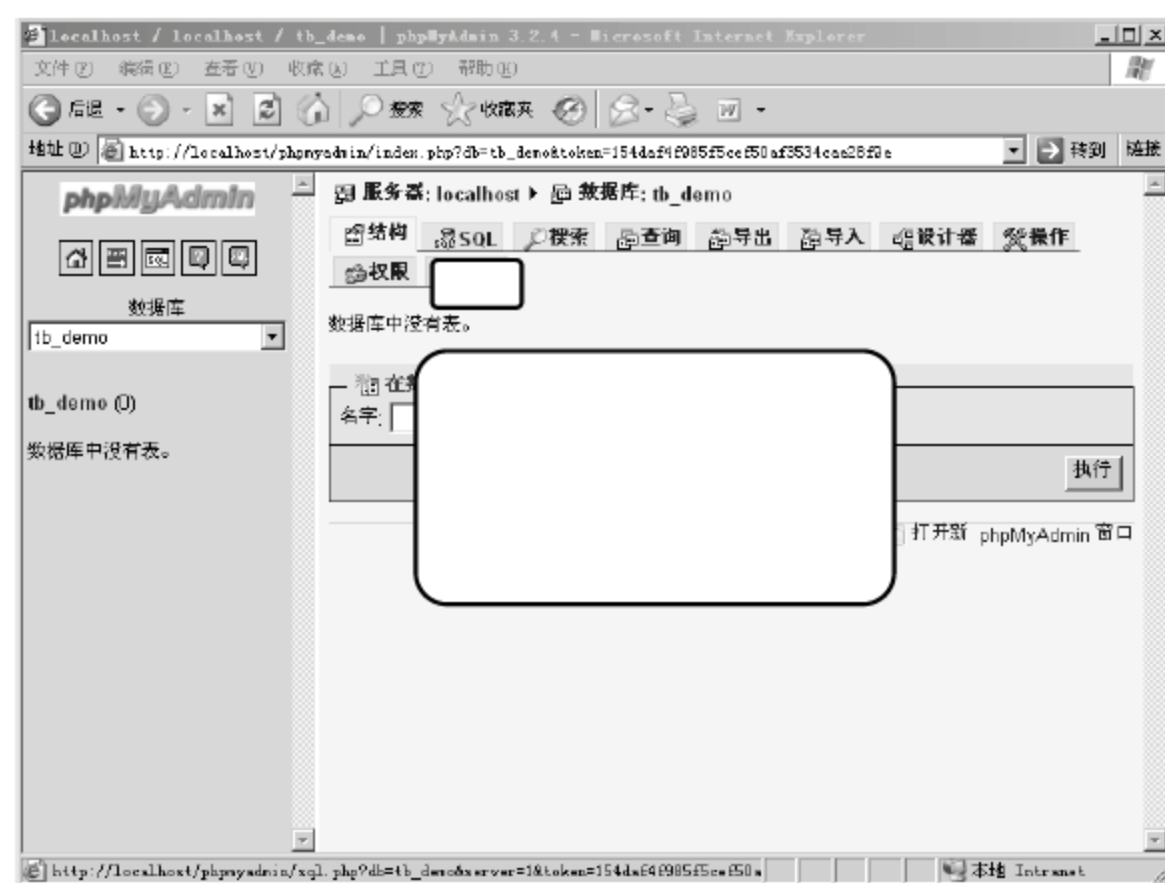 localhost / localhost / tb_demo | phpMyAdmin 3.2.4 - Microsoft Internet Explorer
文件(F) 编辑(E) 查看(V) 收藏(A) 工具(T) 帮助(H)
后退 搜索 收藏夹
地址(D) http://localhost/phpmyadmin/index.php?db=tb_demo&token=154daf4f985f5cef50af3534cae28f9e 转到 链接
phpMyAdmin
数据库
tb_demo
tb_demo (0)
数据库中没有表。
服务器: localhost 数据库: tb_demo
结构 SQL 搜索 查询 导出 导入 设计器 操作
权限
数据库中没有表。
在
名字:
执行
打开新 phpMyAdmin 窗口
http://localhost/phpmyadmin/sql.php?db=tb_demo&server=1&token=154daf4f985f5cef50a 本地 Intranet